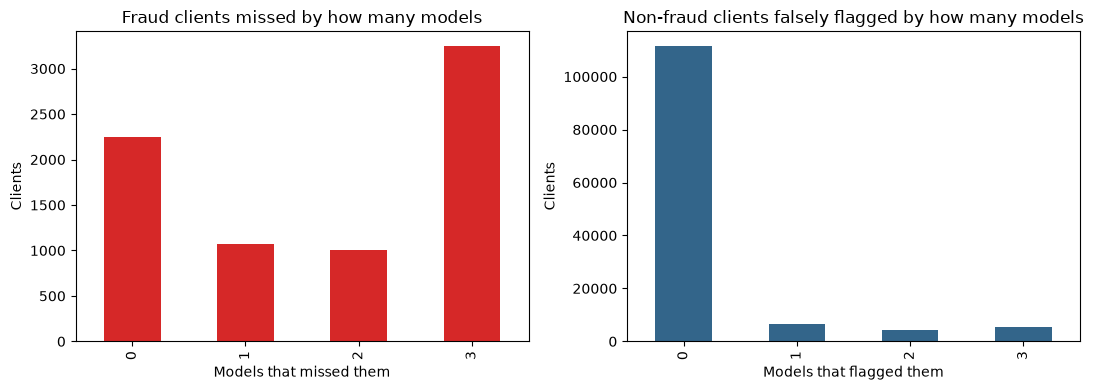 Fraud clients missed by how many models
Clients
3000
2500
2000
1500
1000
500
0
0 1 2 3
Models that missed them
Non-fraud clients falsely flagged by how many models
Clients
100000
80000
60000
40000
20000
0
0 1 2 3
Models that flagged them